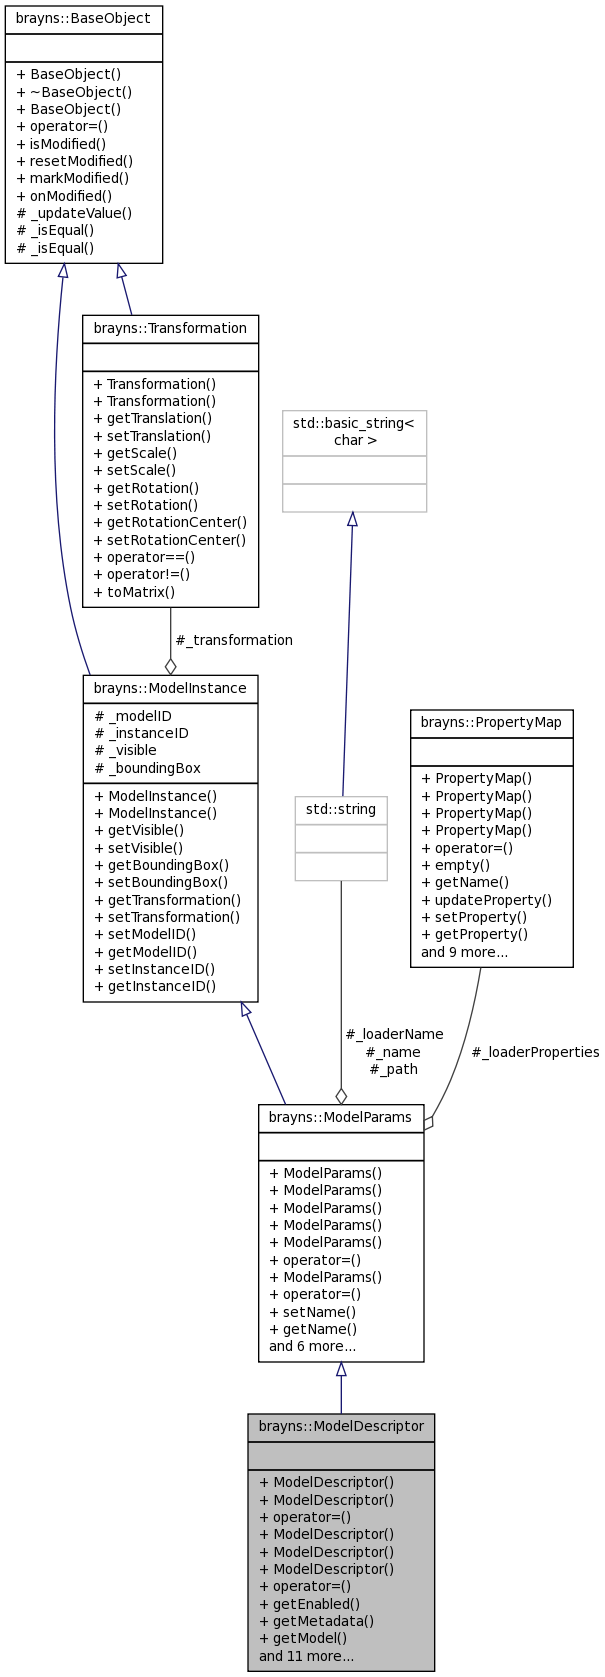 brayns::BaseObject
+ BaseObject()
+ ~BaseObject()
+ BaseObject()
+ operator=()
+ isModified()
+ resetModified()
+ markModified()
+ onModified()
# _updateValue()
# _isEqual()
# _isEqual()
brayns::Transformation
+ Transformation()
+ Transformation()
+ getTranslation()
+ setTranslation()
+ getScale()
+ setScale()
+ getRotation()
+ setRotation()
+ getRotationCenter()
+ setRotationCenter()
+ operator==()
+ operator!=()
+ toMatrix()
std::basic_string<
char >
#_transformation
brayns::ModelInstance
# _modelID
# _instanceID
# _visible
# _boundingBox
+ ModelInstance()
+ ModelInstance()
+ getVisible()
+ setVisible()
+ getBoundingBox()
+ setBoundingBox()
+ getTransformation()
+ setTransformation()
+ setModelID()
+ getModelID()
+ setInstanceID()
+ getInstanceID()
std::string
brayns::PropertyMap
+ PropertyMap()
+ PropertyMap()
+ PropertyMap()
+ PropertyMap()
+ operator=()
+ empty()
+ getName()
+ updateProperty()
+ setProperty()
+ getProperty()
and 9 more...
#_loaderName
#_name
#_path
#_loaderProperties
brayns::ModelParams
+ ModelParams()
+ ModelParams()
+ ModelParams()
+ ModelParams()
+ ModelParams()
+ operator=()
+ ModelParams()
+ operator=()
+ setName()
+ getName()
and 6 more...
brayns::ModelDescriptor
+ ModelDescriptor()
+ ModelDescriptor()
+ operator=()
+ ModelDescriptor()
+ ModelDescriptor()
+ ModelDescriptor()
+ operator=()
+ getEnabled()
+ getMetadata()
+ getModel()
and 11 more...